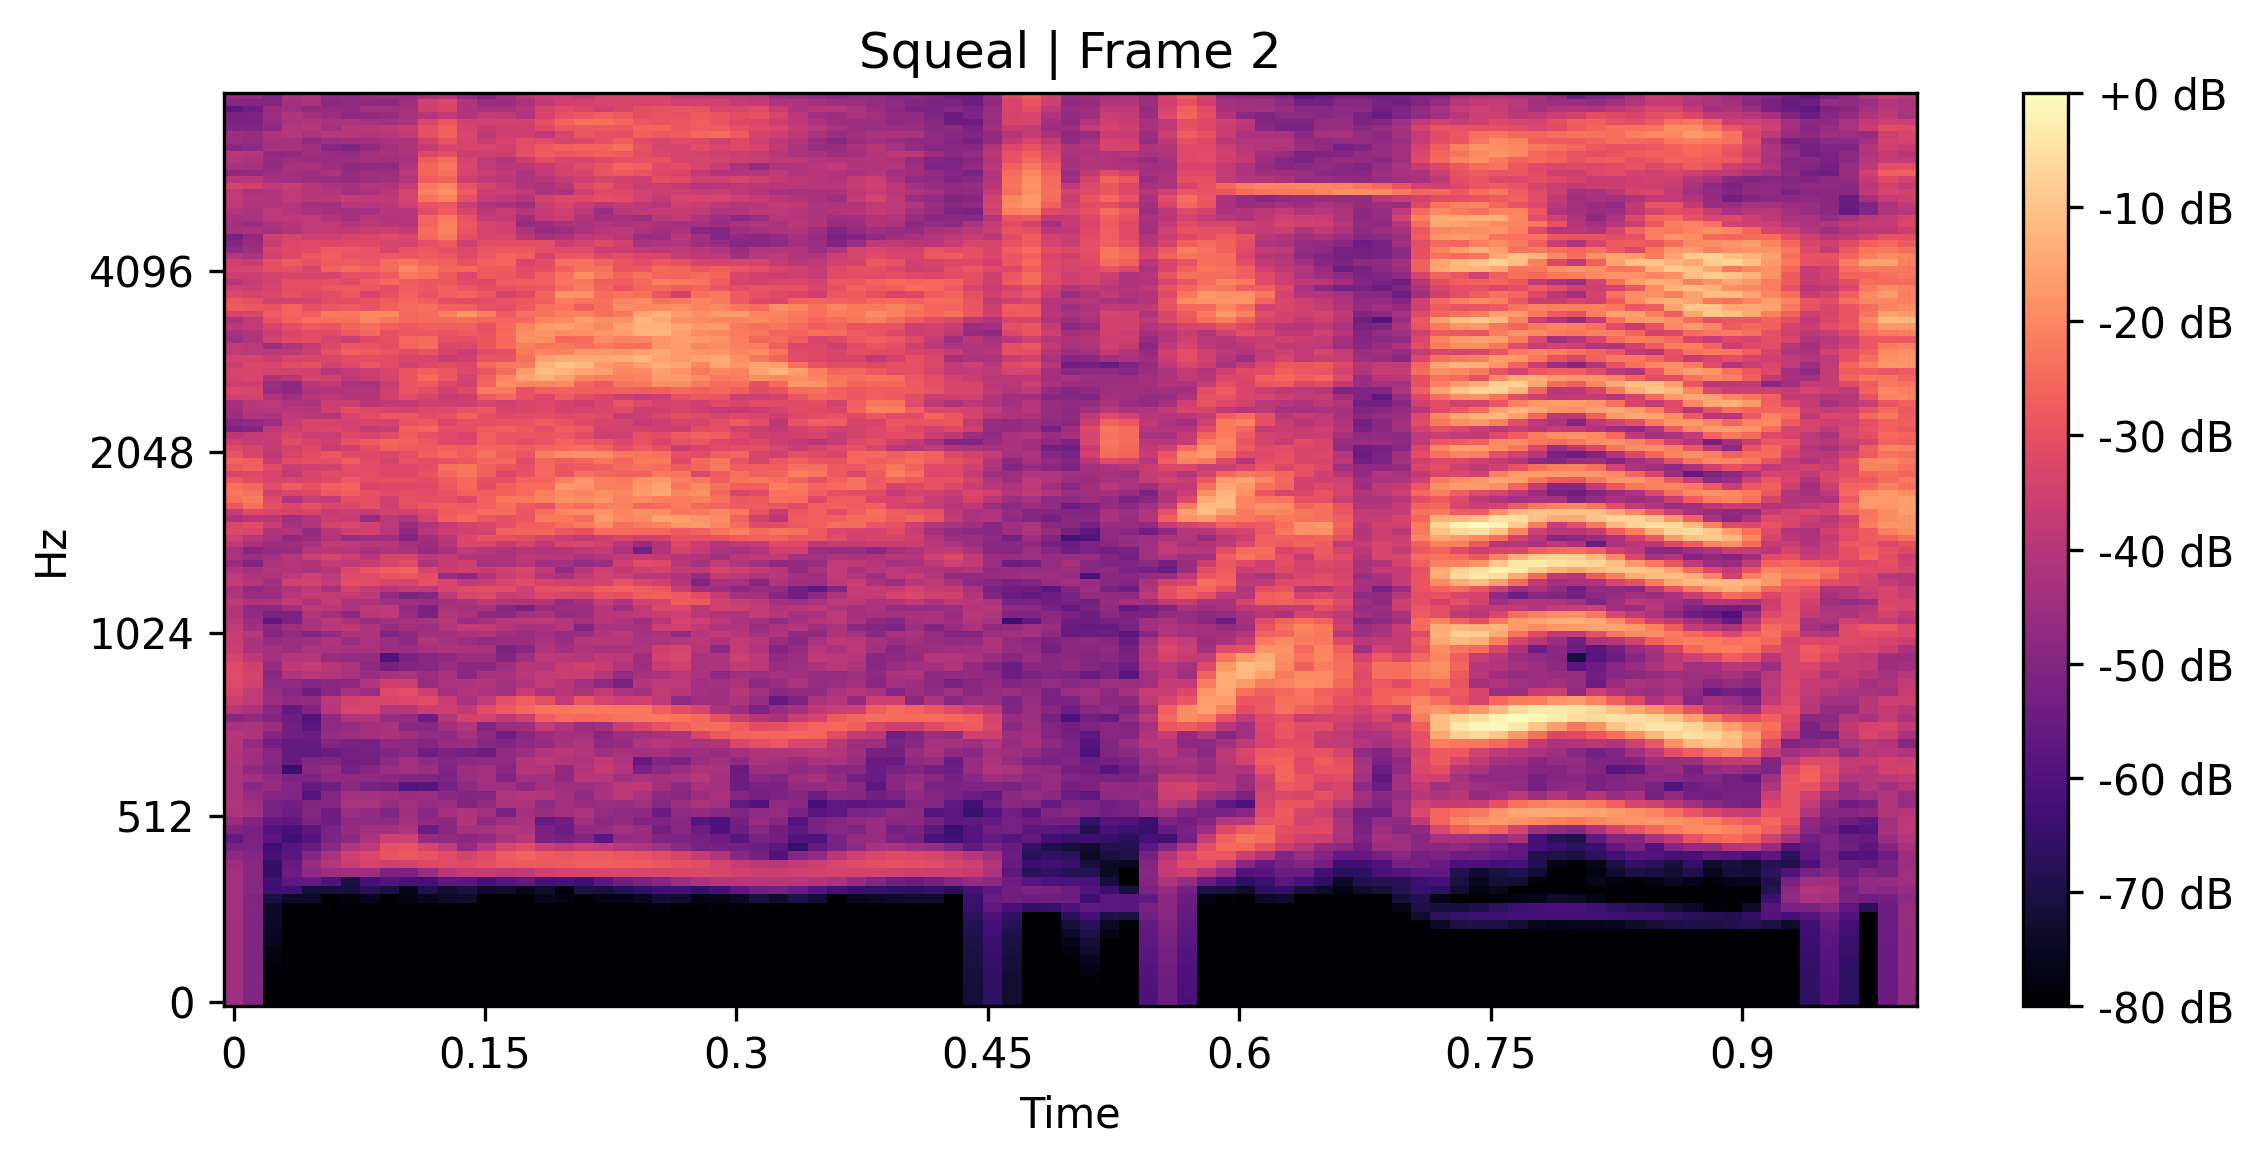 Squeal | Frame 2
+0 dB
-10 dB
-20 dB
-30 dB
-40 dB
-50 dB
-60 dB
-70 dB
-80 dB
4096
2048
1024
512
0
Hz
0 0.15 0.3 0.45 0.6 0.75 0.9
Time